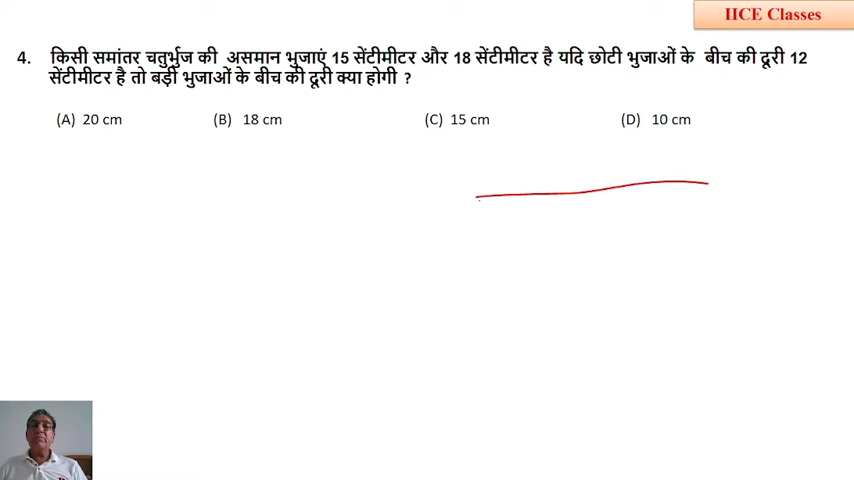 IICE Classes
4. किसी समांतर चतुर्भुज की असमान भुजाएं 15 सेंटीमीटर और 18 सेंटीमीटर है यदि छोटी भुजाओं के बीच की दूरी 12
सेंटीमीटर है तो बड़ी भुजाओं के बीच की दूरी क्या होगी ?
(A) 20 cm (B) 18 cm (C) 15 cm (D) 10 cm